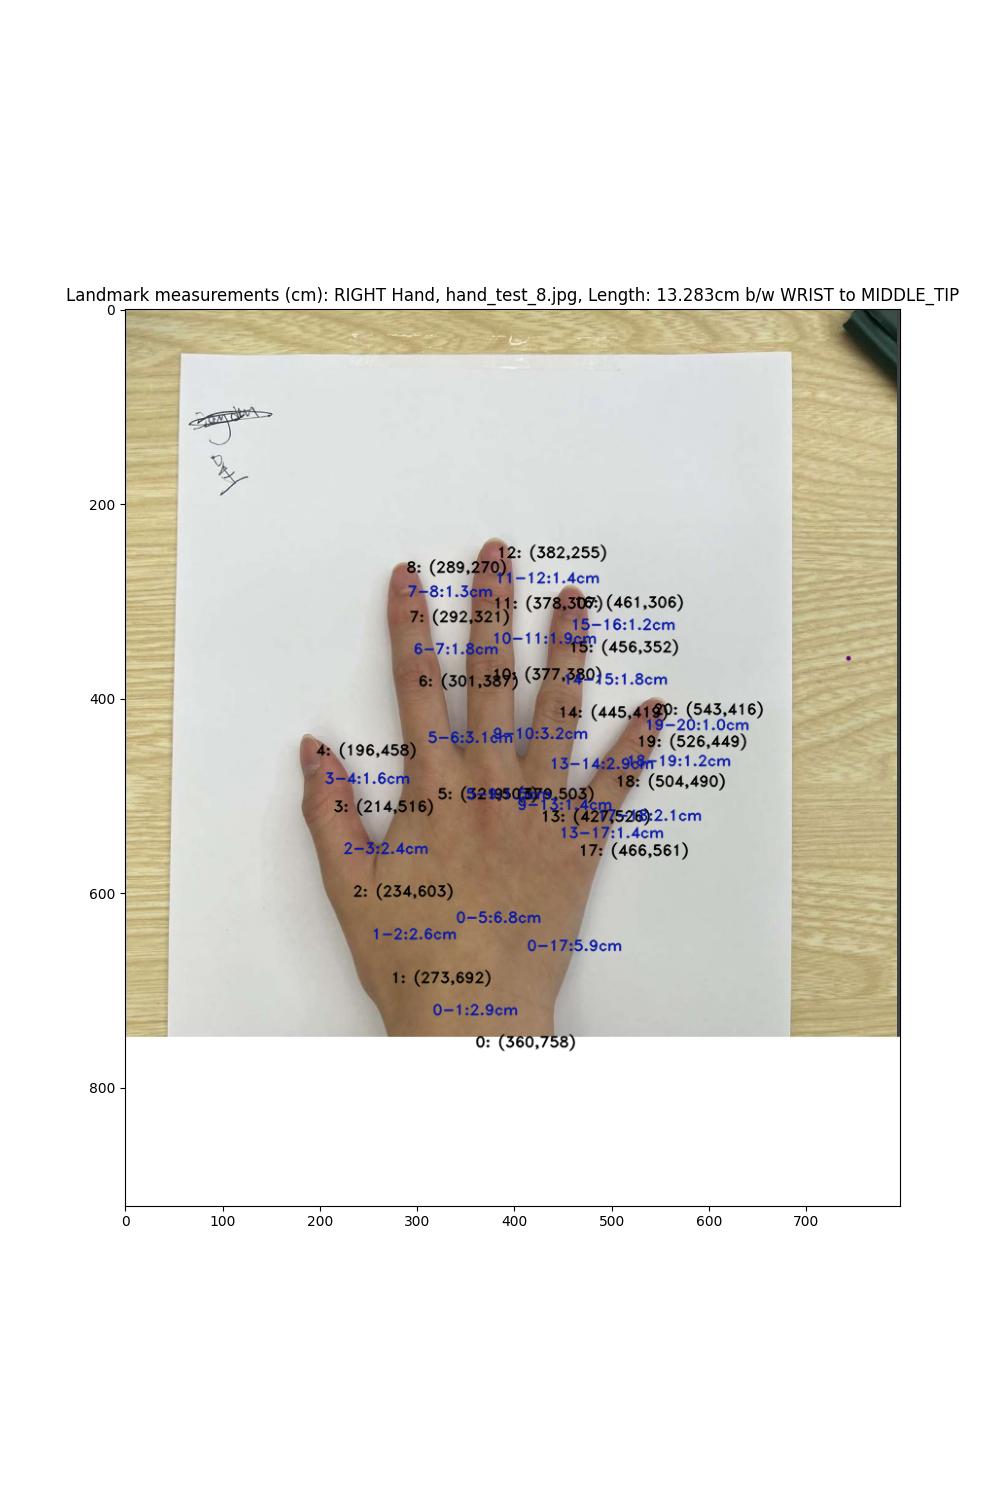 Landmark measurements (cm): RIGHT Hand, hand_test_8.jpg, Length: 13.283cm b/w WRIST to MIDDLE_TIP
0
200
400
600
800
0 100 200 300 400 500 600 700
12: (382,255)
8: (289,270)
11-12:1.4cm
7-8:1.3cm
11: (378,307)
16: (461,306)
7: (292,321)
15-16:1.2cm
10-11:1.9cm
6-7:1.8cm
15: (456,352)
10: (377,380)
14-15:1.8cm
6: (301,387)
14: (445,419)
20: (543,416)
19-20:1.0cm
5-6:3.1cm
9-10:3.2cm
19: (526,449)
4: (196,458)
13-14:2.9cm
18-19:1.2cm
3-4:1.6cm
18: (504,490)
5: (329,503)
(379,503)
9-13:1.4cm
3: (214,516)
13: (427,526)
17-18:2.1cm
13-17:1.4cm
2-3:2.4cm
17: (466,561)
2: (234,603)
0-5:6.8cm
1-2:2.6cm
0-17:5.9cm
1: (273,692)
0-1:2.9cm
0: (360,758)